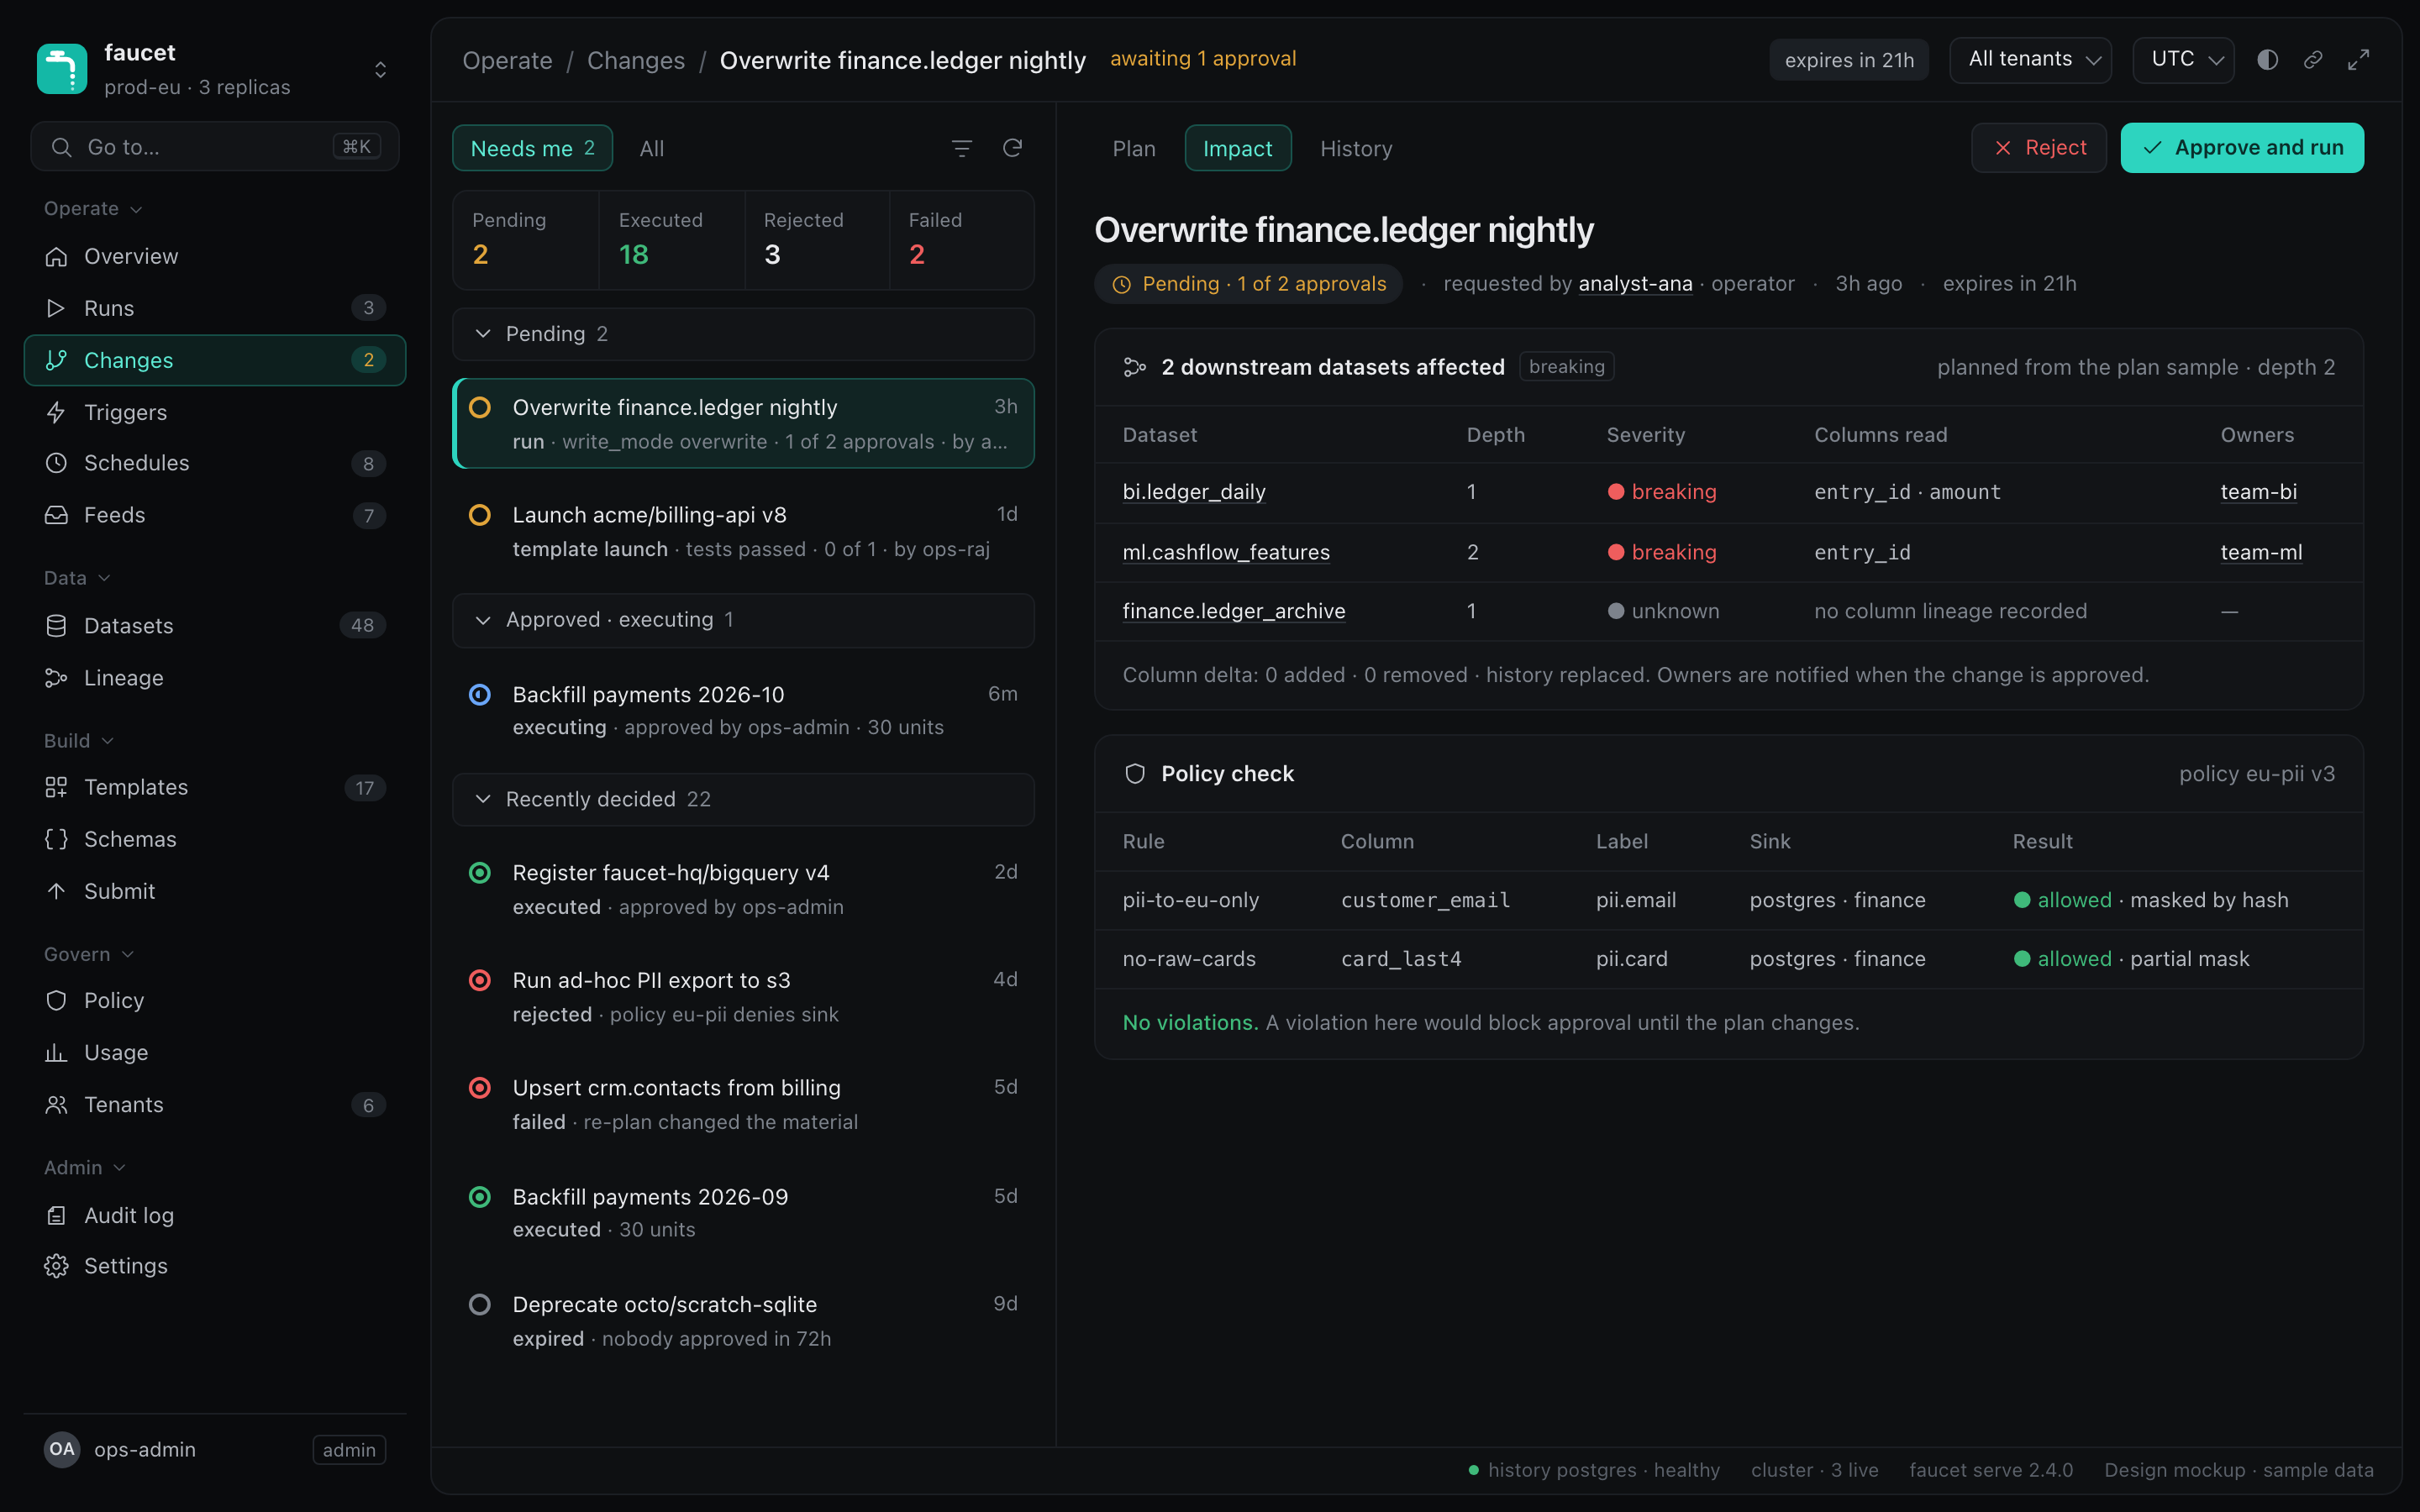 faucet
prod-eu · 3 replicas
Go to...
⌘K
Operate
Overview
Runs 3
Changes 2
Triggers
Schedules 8
Feeds 7
Data
Datasets 48
Lineage
Build
Templates 17
Schemas
Submit
Govern
Policy
Usage
Tenants 6
Admin
Audit log
Settings
OA ops-admin admin
Operate / Changes / Overwrite finance.ledger nightly awaiting 1 approval
expires in 21h All tenants UTC
Needs me 2 All
Pending Executed Rejected Failed
2 18 3 2
Pending 2
Overwrite finance.ledger nightly 3h
run · write_mode overwrite · 1 of 2 approvals · by a...
Launch acme/billing-api v8 1d
template launch · tests passed · 0 of 1 · by ops-raj
Approved · executing 1
Backfill payments 2026-10 6m
executing · approved by ops-admin · 30 units
Recently decided 22
Register faucet-hq/bigquery v4 2d
executed · approved by ops-admin
Run ad-hoc PII export to s3 4d
rejected · policy eu-pii denies sink
Upsert crm.contacts from billing 5d
failed · re-plan changed the material
Backfill payments 2026-09 5d
executed · 30 units
Deprecate octo/scratch-sqlite 9d
expired · nobody approved in 72h
Plan Impact History
Reject Approve and run
Overwrite finance.ledger nightly
Pending · 1 of 2 approvals · requested by analyst-ana · operator · 3h ago · expires in 21h
2 downstream datasets affected breaking planned from the plan sample · depth 2
Dataset Depth Severity Columns read Owners
bi.ledger_daily 1 breaking entry_id · amount team-bi
ml.cashflow_features 2 breaking entry_id team-ml
finance.ledger_archive 1 unknown no column lineage recorded —
Column delta: 0 added · 0 removed · history replaced. Owners are notified when the change is approved.
Policy check policy eu-pii v3
Rule Column Label Sink Result
pii-to-eu-only customer_email pii.email postgres · finance allowed · masked by hash
no-raw-cards card_last4 pii.card postgres · finance allowed · partial mask
No violations. A violation here would block approval until the plan changes.
history postgres · healthy cluster · 3 live faucet serve 2.4.0 Design mockup · sample data